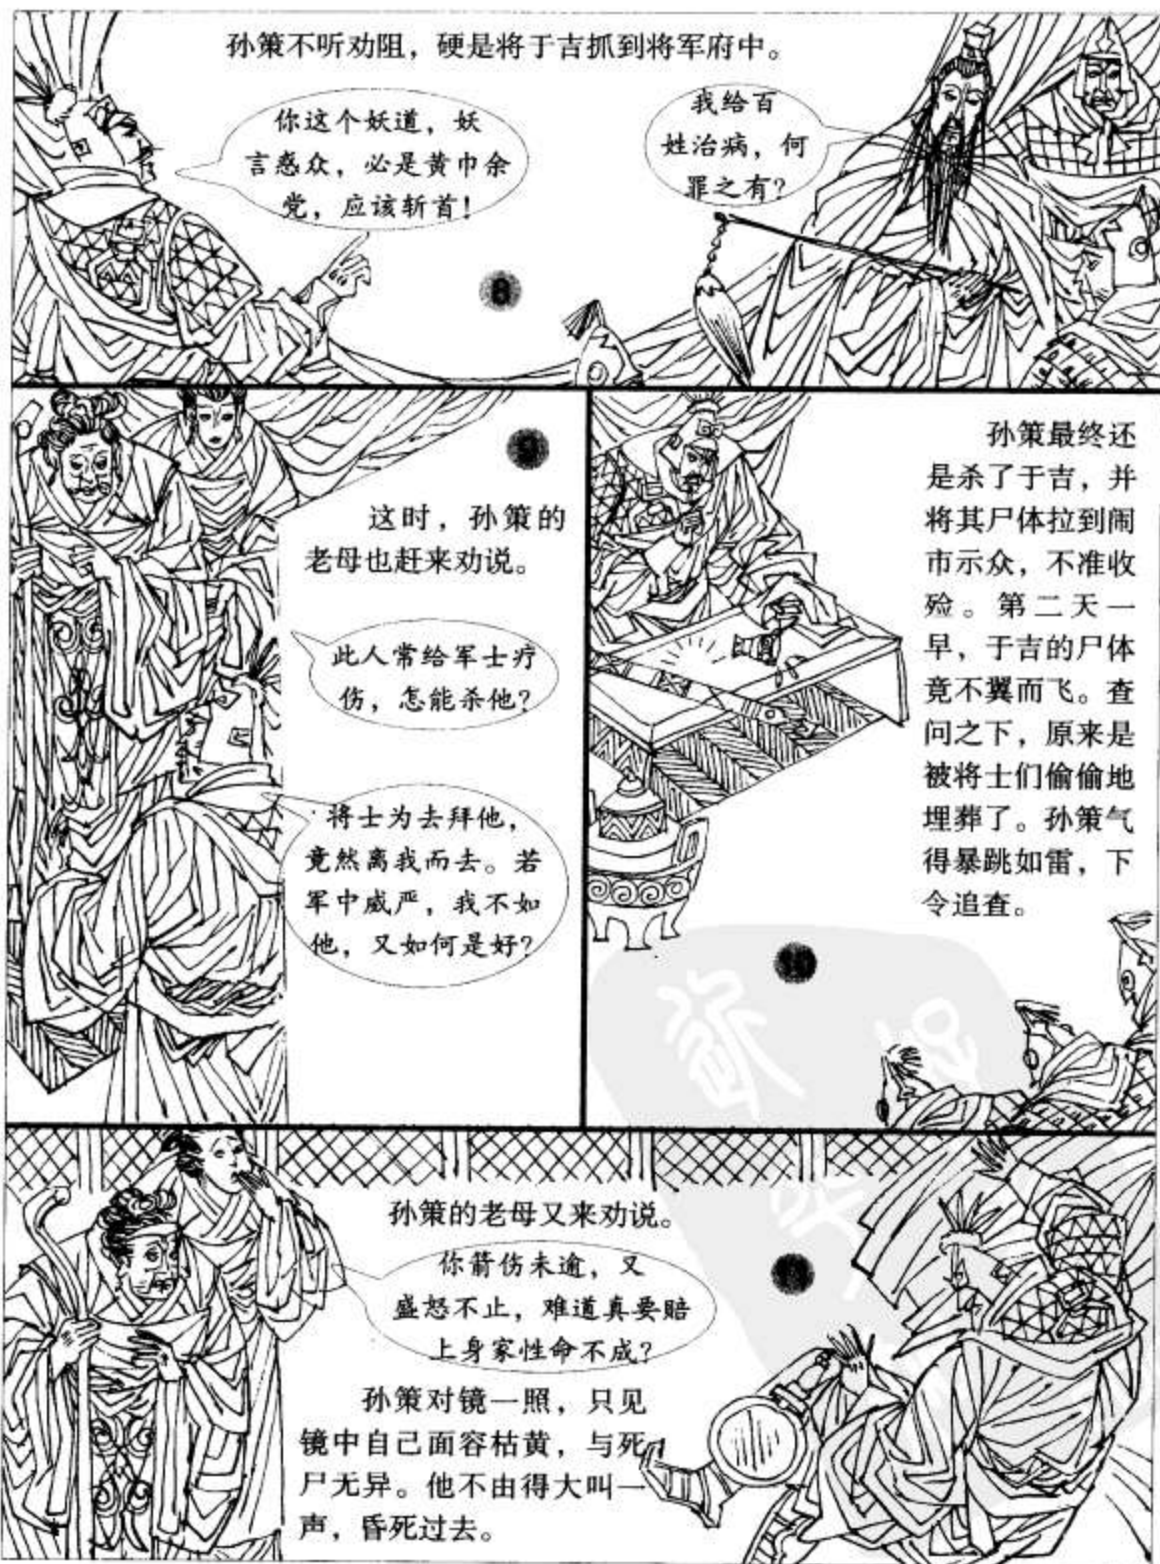 孙策不听劝阻，硬是将于吉抓到将军府中。
你这个妖道，妖
言惑众，必是黄巾余
党，应该斩首！
我给百
姓治病，何
罪之有？
8
9
这时，孙策的
老母也赶来劝说。
此人常给军士疗
伤，怎能杀他？
将士为去拜他，
竟然离我而去。若
军中威严，我不如
他，又如何是好？
孙策最终还
是杀了于吉，并
将其尸体拉到闹
市示众，不准收
殓。第二天一
早，于吉的尸体
竟不翼而飞。查
问之下，原来是
被将士们偷偷地
埋葬了。孙策气
得暴跳如雷，下
令追查。
10
孙策的老母又来劝说。
你箭伤未逾，又
盛怒不止，难道真要赔
上身家性命不成？
孙策对镜一照，只见
镜中自己面容枯黄，与死
尸无异。他不由得大叫一
声，昏死过去。